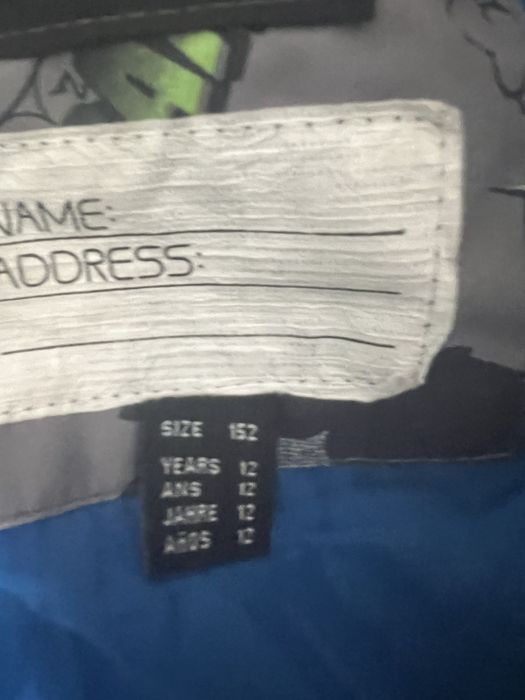 NAME:
ADDRESS:
SIZE 152
YEARS 12
ANS 12
JAHRE 12
AÑOS 12